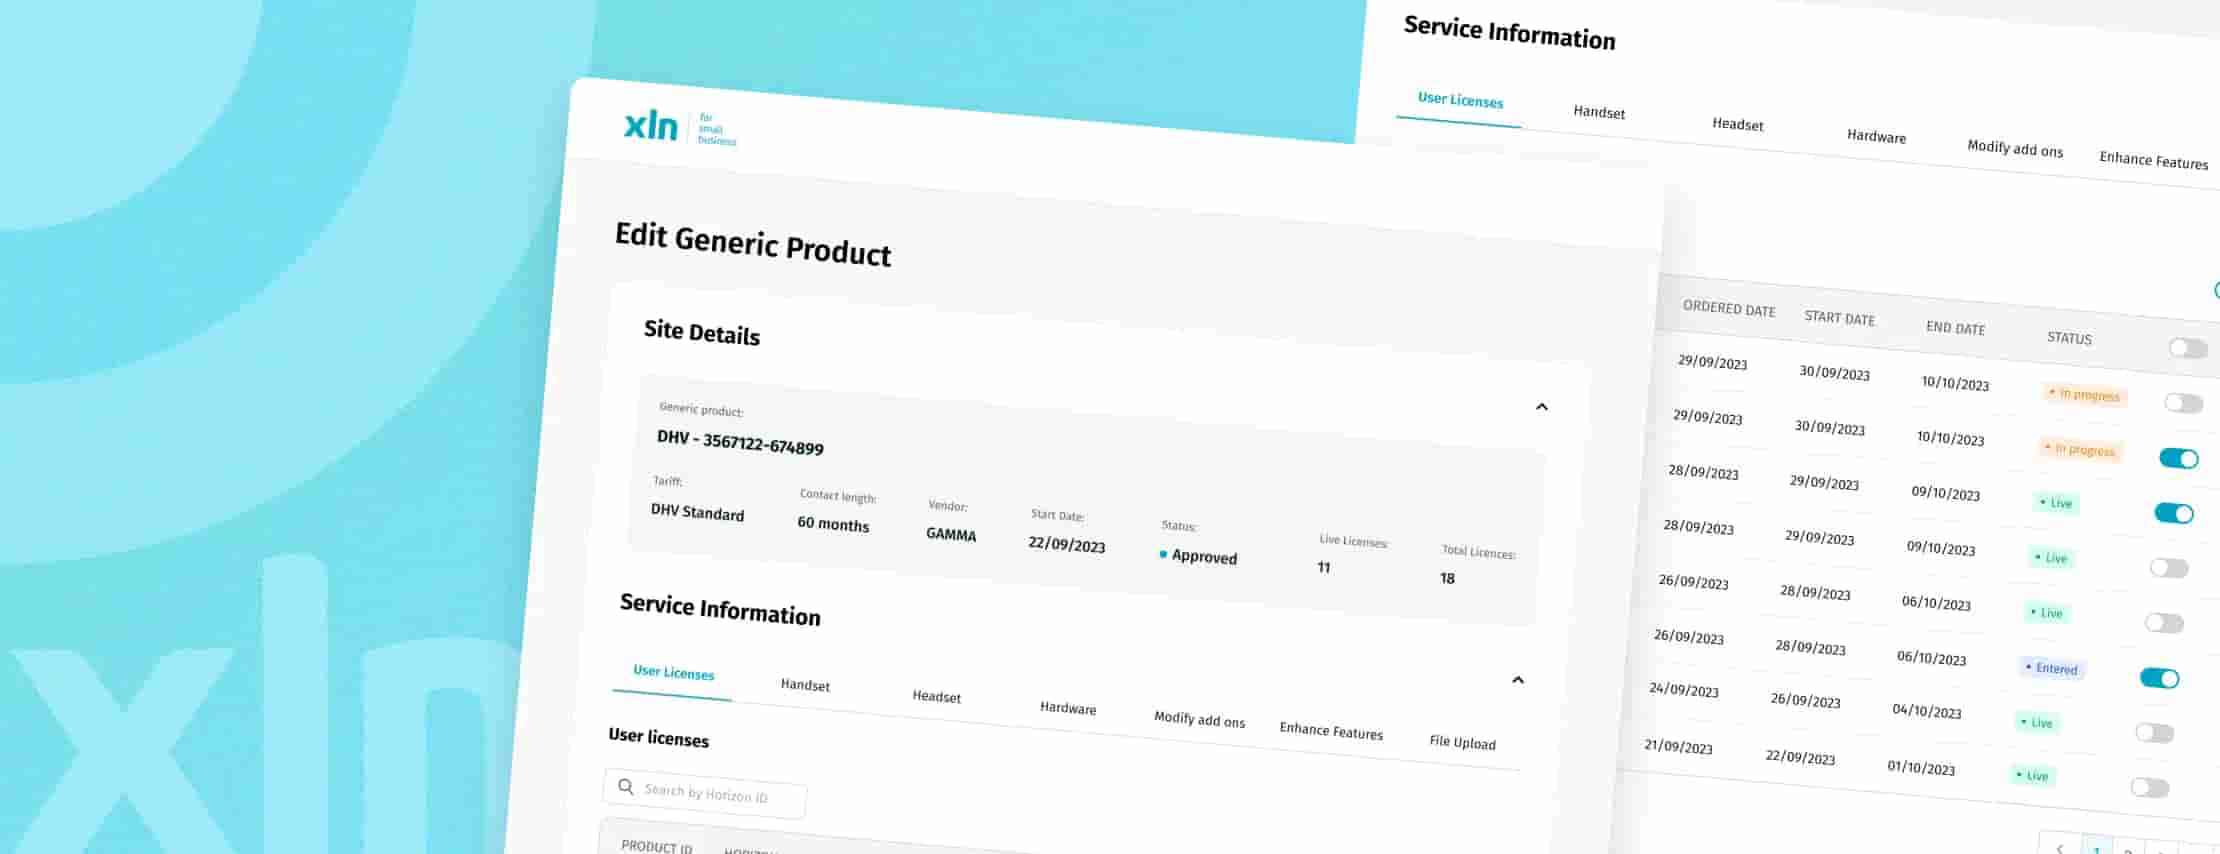 xln
for
small
business
Edit Generic Product
Site Details
Generic product:
DHV - 3567122-674899
Tariff: Contact length: Vendor: Start Date: Status: Live Licenses: Total Licences:
DHV Standard 60 months GAMMA 22/09/2023 Approved 11 18
Service Information
User Licenses Handset Headset Hardware Modify add ons Enhance Features File Upload
User licenses
Search by Horizon ID
PRODUCT ID
Service Information
User Licenses Handset Headset Hardware Modify add ons Enhance Features
ORDERED DATE START DATE END DATE STATUS
29/09/2023 30/09/2023 10/10/2023 In progress
29/09/2023 30/09/2023 10/10/2023 In progress
28/09/2023 29/09/2023 09/10/2023 Live
28/09/2023 29/09/2023 09/10/2023 Live
26/09/2023 28/09/2023 06/10/2023 Live
26/09/2023 28/09/2023 06/10/2023 Entered
24/09/2023 26/09/2023 04/10/2023 Live
21/09/2023 22/09/2023 01/10/2023 Live
1
xln